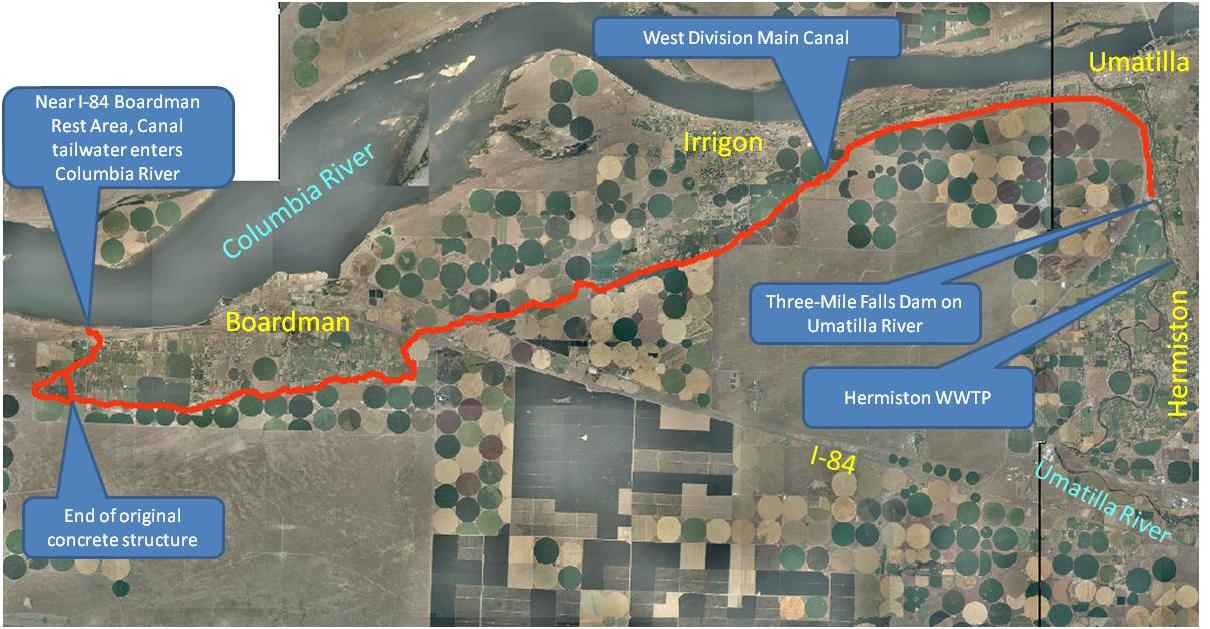 West Division Main Canal
Umatilla
Near I-84 Boardman
Rest Area, Canal
tailwater enters
Columbia River
Irrigon
Columbia River
Three-Mile Falls Dam on
Umatilla River
Boardman
Hermiston
Hermiston WWTP
I-84
Umatilla River
End of original
concrete structure